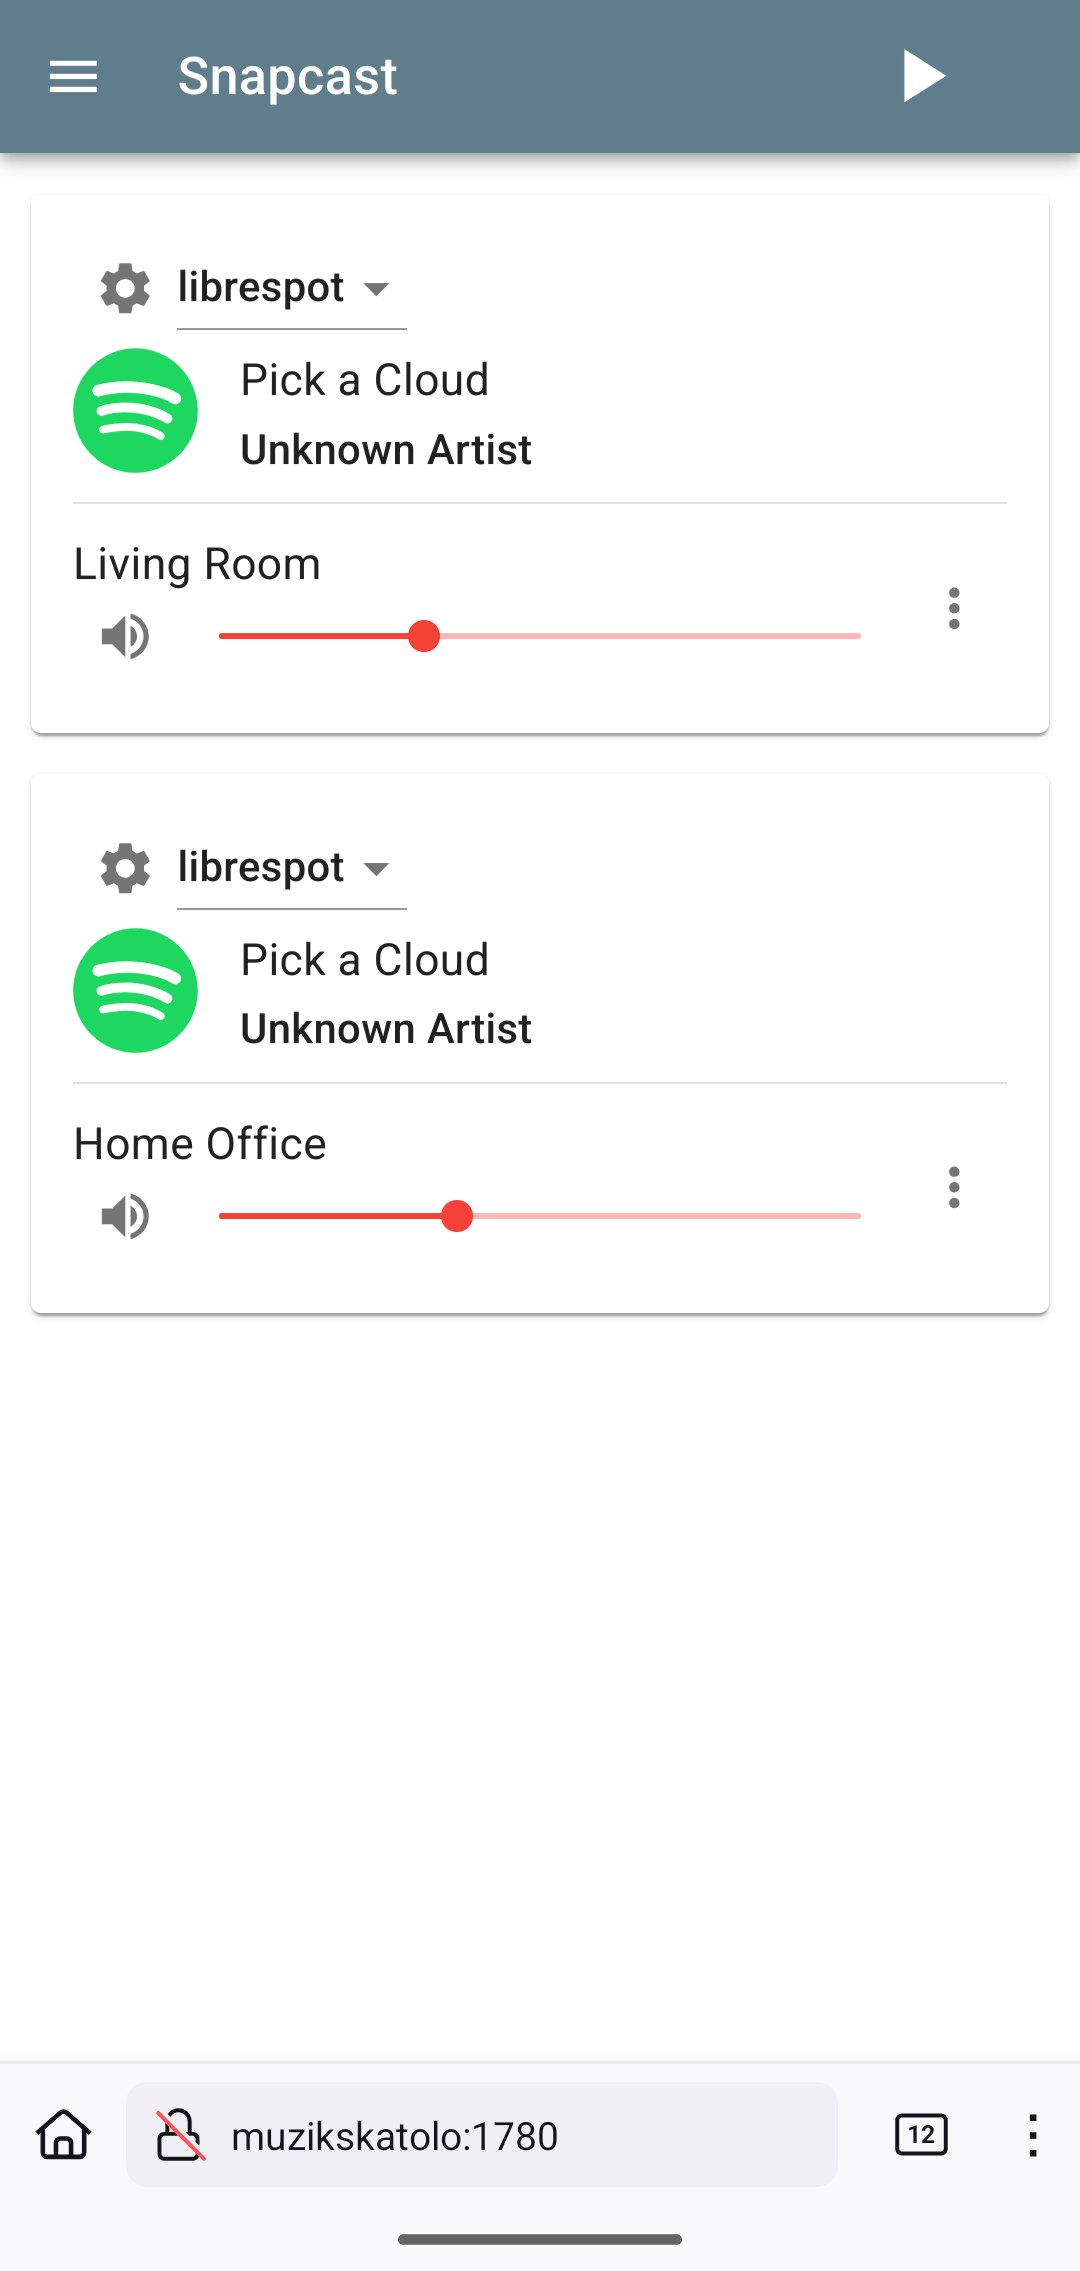 Snapcast
librespot
Pick a Cloud
Unknown Artist
Living Room
librespot
Pick a Cloud
Unknown Artist
Home Office
muzikskatolo:1780
12